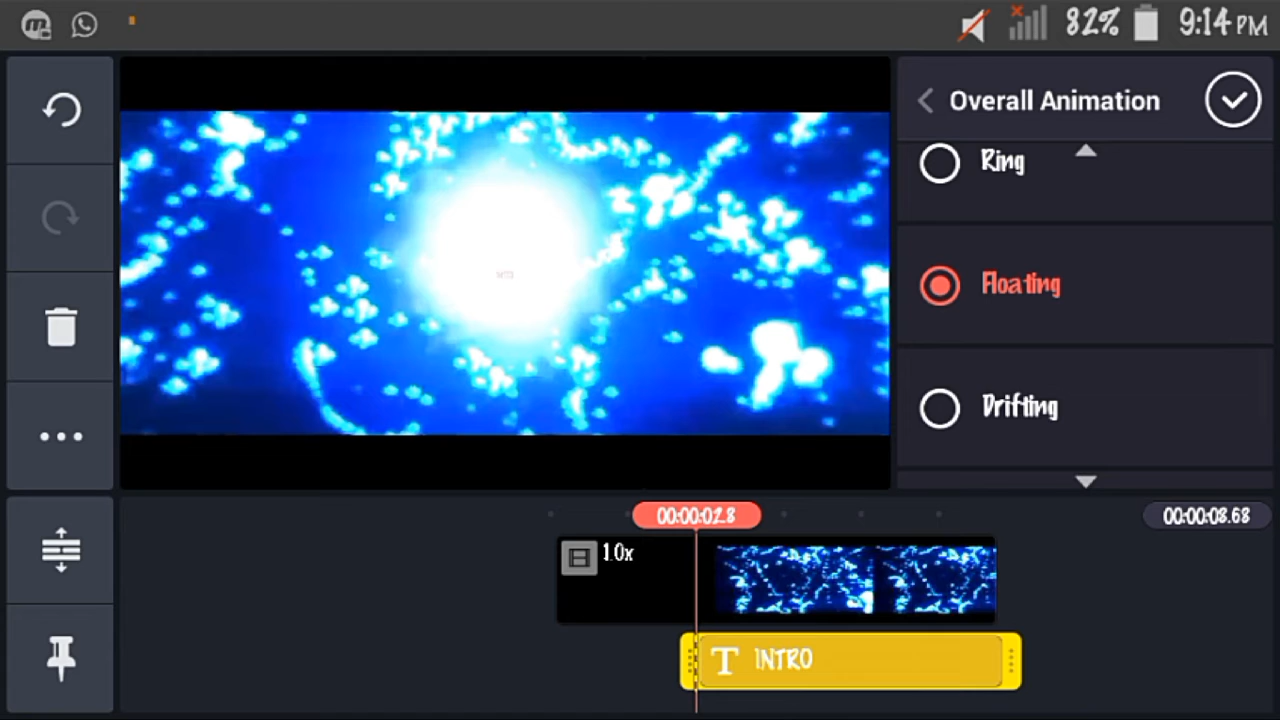 82% 9:14 PM
Overall Animation
Ring
Floating
Drifting
00:00:02.8
00:00:08.68
1.0x
T INTRO